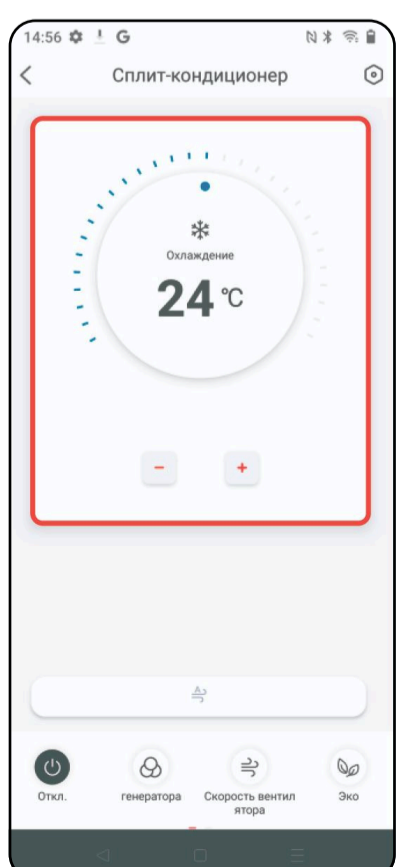 14:56 G
Сплит-кондиционер
Охлаждение
24 °C
− +
A
Откл. генератора Скорость вентил Эко
ятора